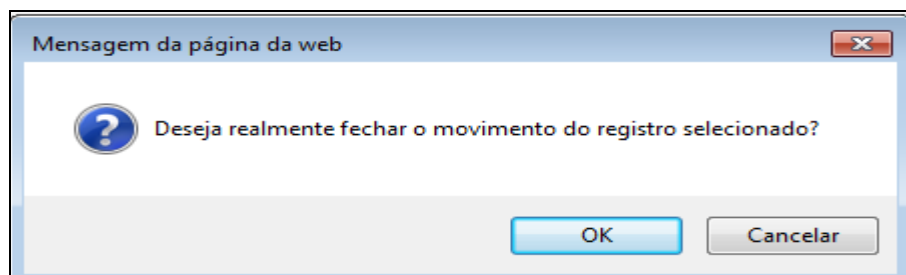 Mensagem da página da web
Deseja realmente fechar o movimento do registro selecionado?
OK
Cancelar